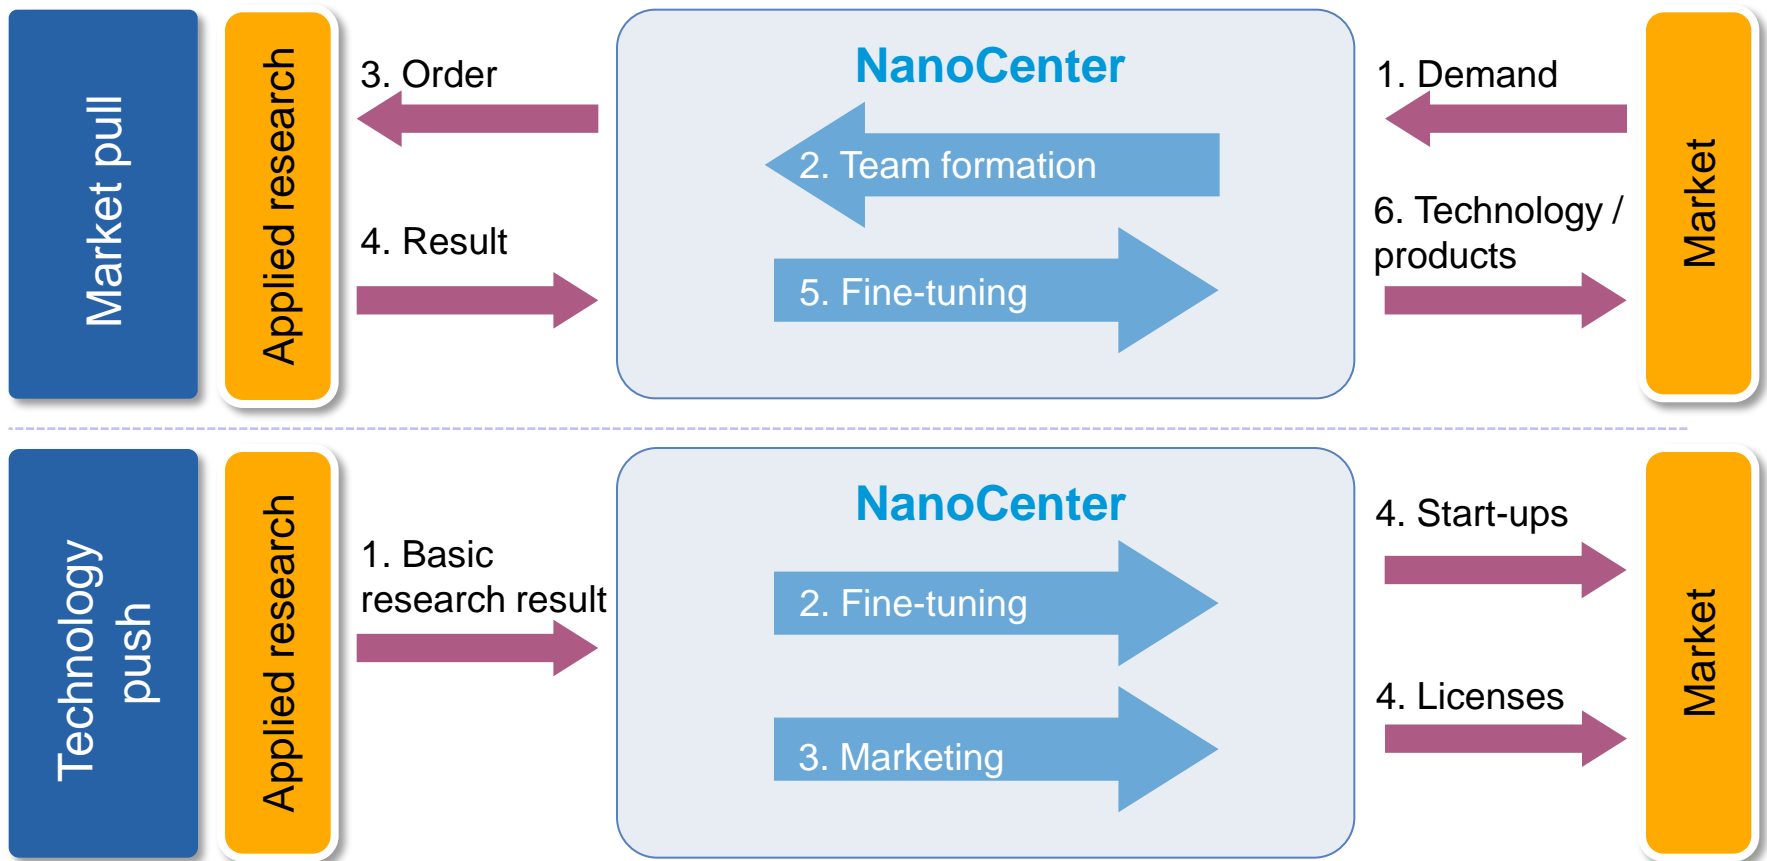 Market pull
Applied research
3. Order
4. Result
NanoCenter
2. Team formation
5. Fine-tuning
1. Demand
6. Technology /
products
Market
Technology
push
Applied research
1. Basic
research result
NanoCenter
2. Fine-tuning
3. Marketing
4. Start-ups
4. Licenses
Market